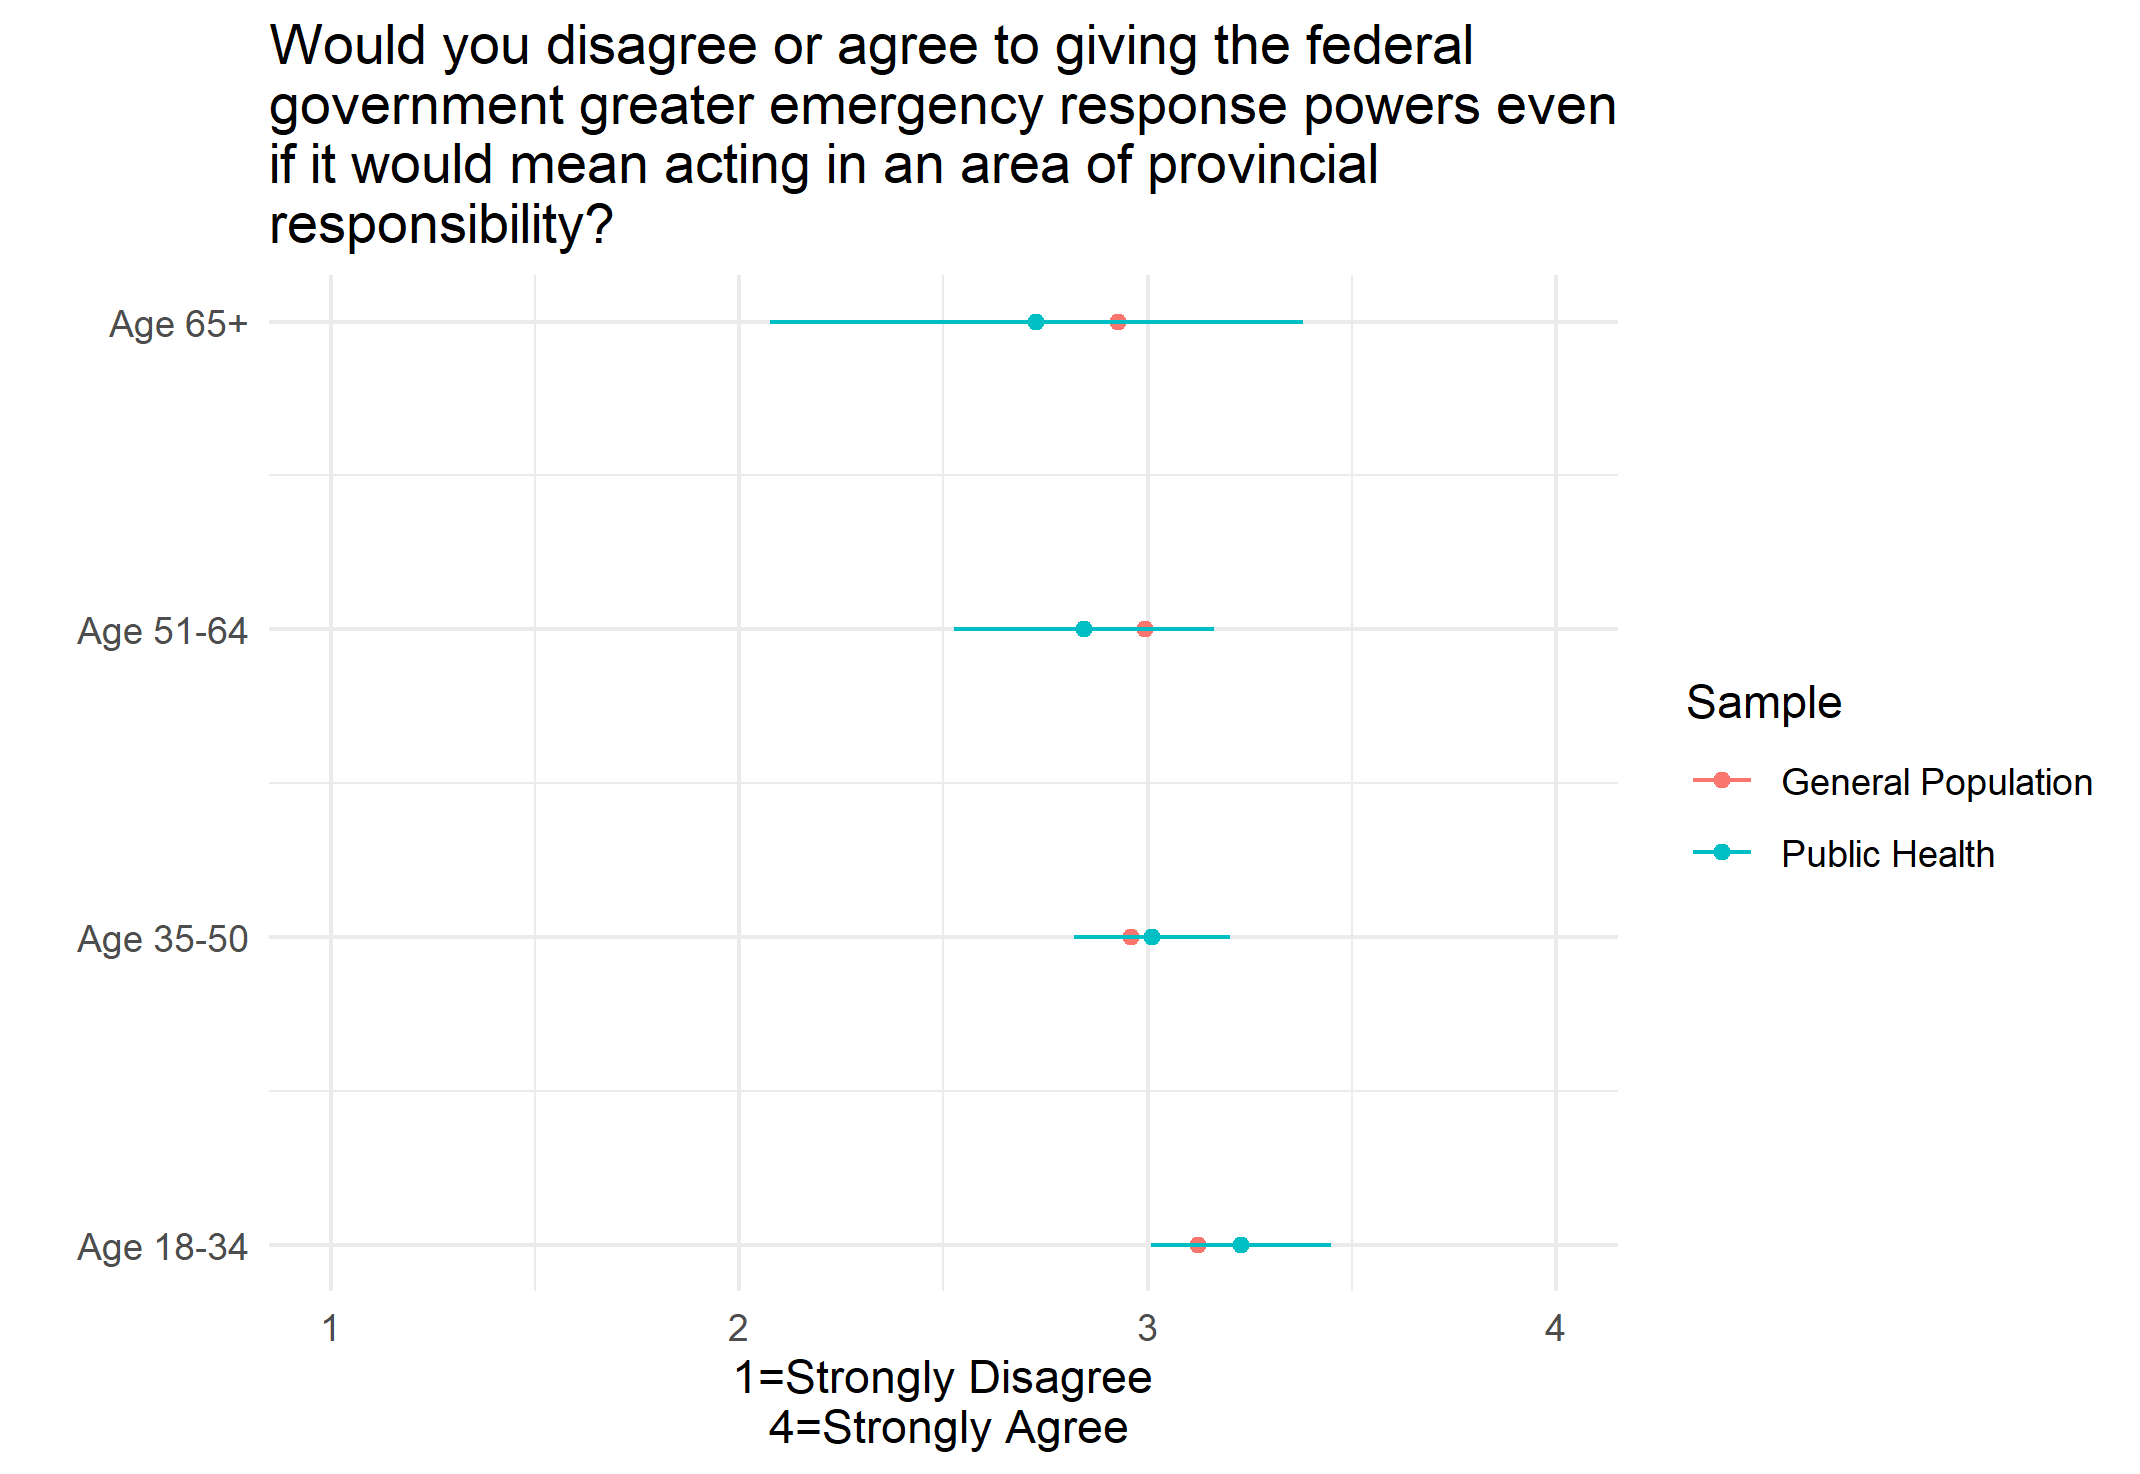 Would you disagree or agree to giving the federal
government greater emergency response powers even
if it would mean acting in an area of provincial
responsibility?
Age 65+
Age 51-64
Age 35-50
Age 18-34
1 2 3 4
1=Strongly Disagree
4=Strongly Agree
Sample
General Population
Public Health